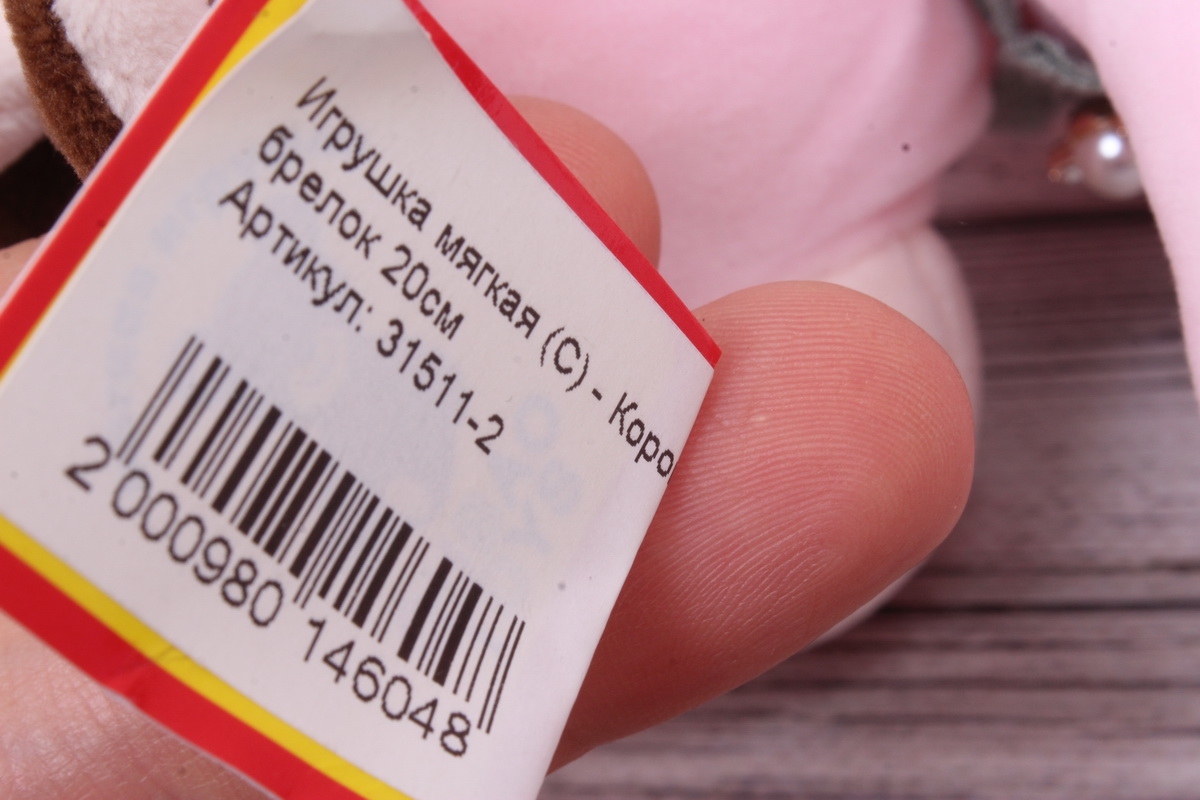 Игрушка мягкая (С) - Коро
брелок 20см
Артикул: 31511-2
2 000980 146048